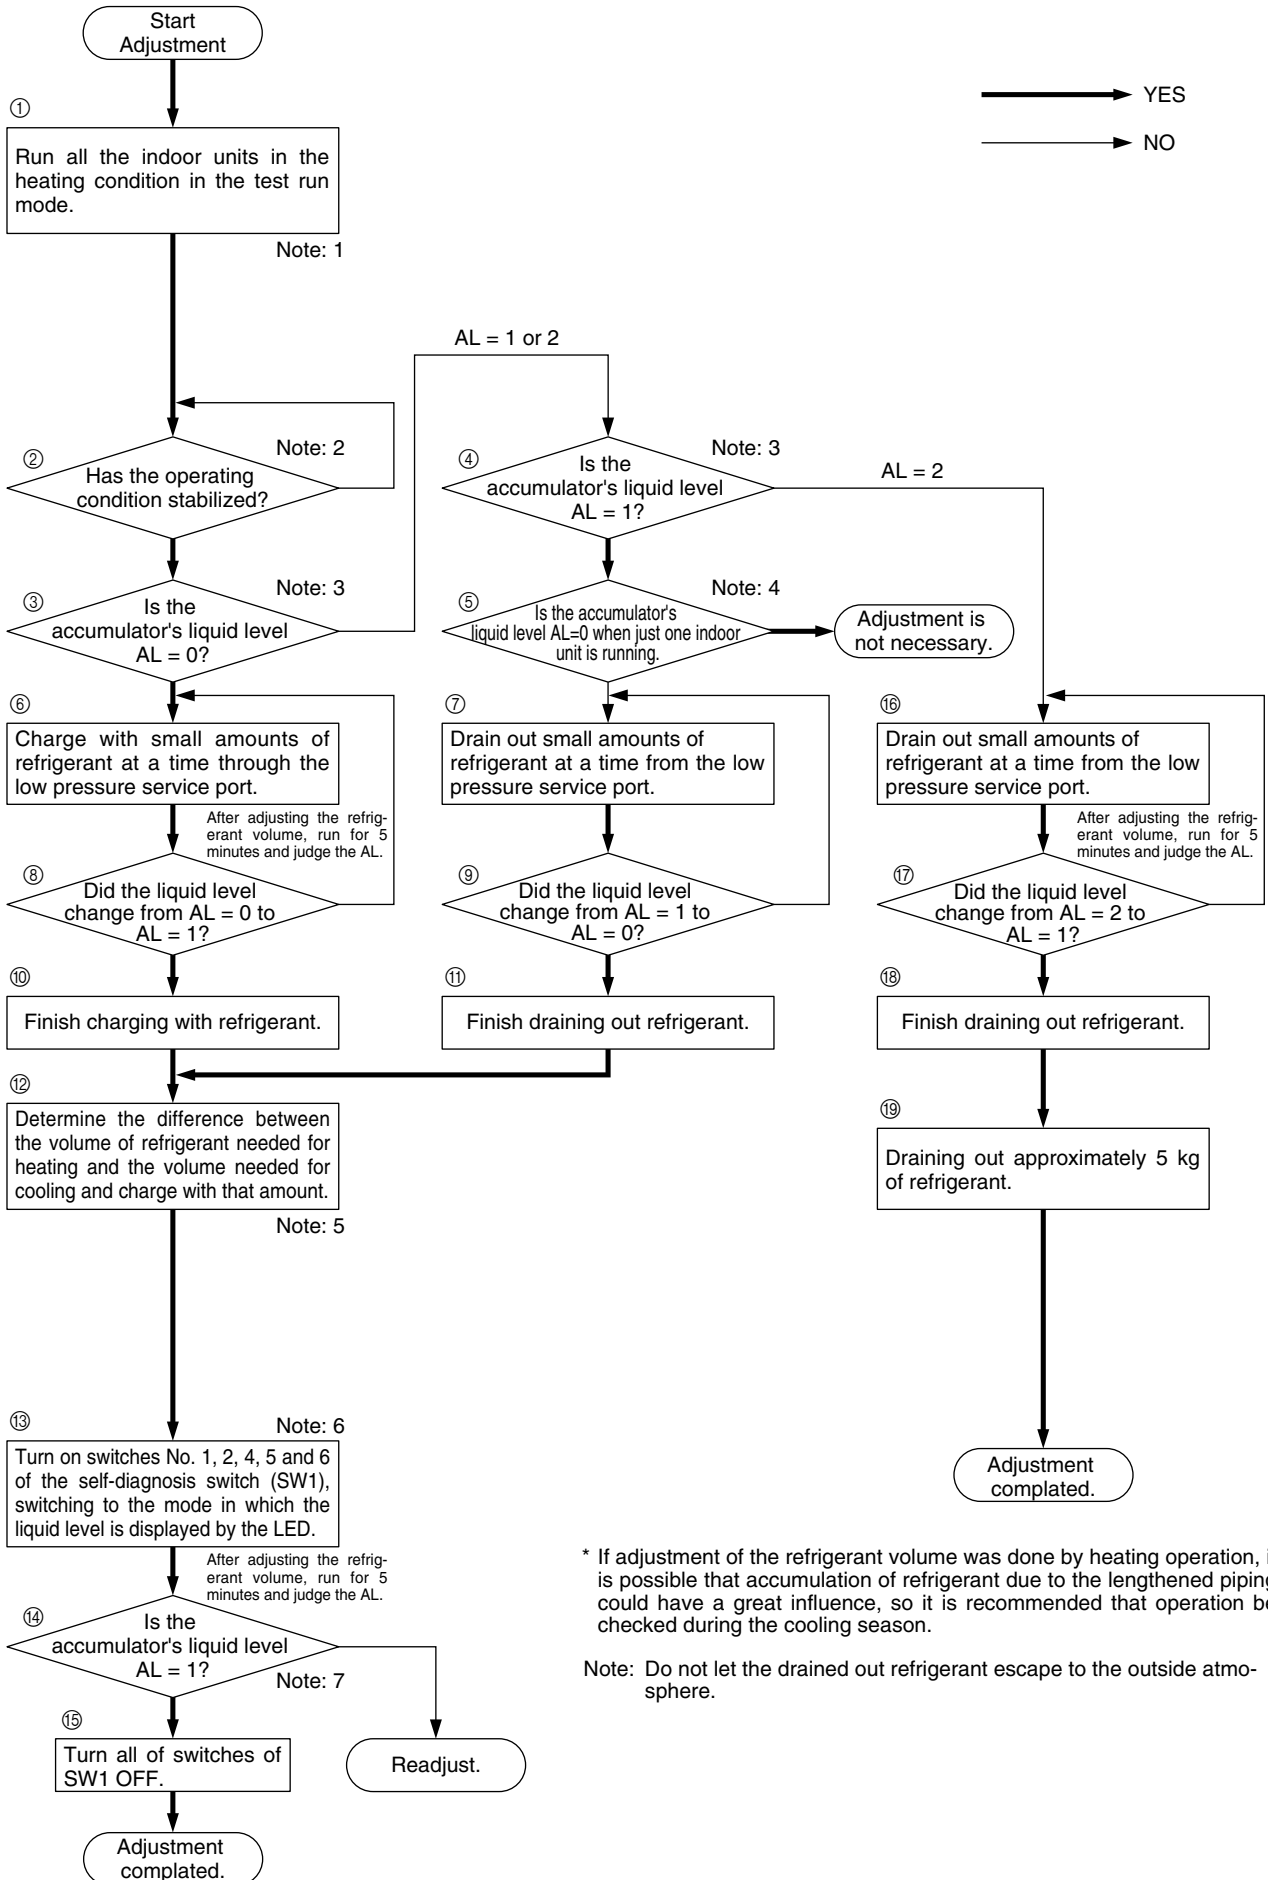 Start
Adjustment
YES
NO
①
Run all the indoor units in the
heating condition in the test run
mode.
Note: 1
AL = 1 or 2
②
Note: 2
Has the operating
condition stabilized?
④
Note: 3
Is the
accumulator's liquid level
AL = 1?
AL = 2
③
Note: 3
Is the
accumulator's liquid level
AL = 0?
⑤
Note: 4
Is the accumulator's
liquid level AL=0 when just one indoor
unit is running.
Adjustment is
not necessary.
⑥
Charge with small amounts of
refrigerant at a time through the
low pressure service port.
After adjusting the refrig-
erant volume, run for 5
minutes and judge the AL.
⑦
Drain out small amounts of
refrigerant at a time from the low
pressure service port.
⑯
Drain out small amounts of
refrigerant at a time from the low
pressure service port.
After adjusting the refrig-
erant volume, run for 5
minutes and judge the AL.
⑧
Did the liquid level
change from AL = 0 to
AL = 1?
⑨
Did the liquid level
change from AL = 1 to
AL = 0?
⑰
Did the liquid level
change from AL = 2 to
AL = 1?
⑩
Finish charging with refrigerant.
⑪
Finish draining out refrigerant.
⑱
Finish draining out refrigerant.
⑫
Determine the difference between
the volume of refrigerant needed for
heating and the volume needed for
cooling and charge with that amount.
Note: 5
⑲
Draining out approximately 5 kg
of refrigerant.
⑬
Note: 6
Turn on switches No. 1, 2, 4, 5 and 6
of the self-diagnosis switch (SW1),
switching to the mode in which the
liquid level is displayed by the LED.
After adjusting the refrig-
erant volume, run for 5
minutes and judge the AL.
Adjustment
complated.
⑭
Is the
accumulator's liquid level
AL = 1?
Note: 7
⑮
Turn all of switches of
SW1 OFF.
Readjust.
Adjustment
complated.
* If adjustment of the refrigerant volume was done by heating operation, i
is possible that accumulation of refrigerant due to the lengthened piping
could have a great influence, so it is recommended that operation be
checked during the cooling season.
Note: Do not let the drained out refrigerant escape to the outside atmo-
sphere.